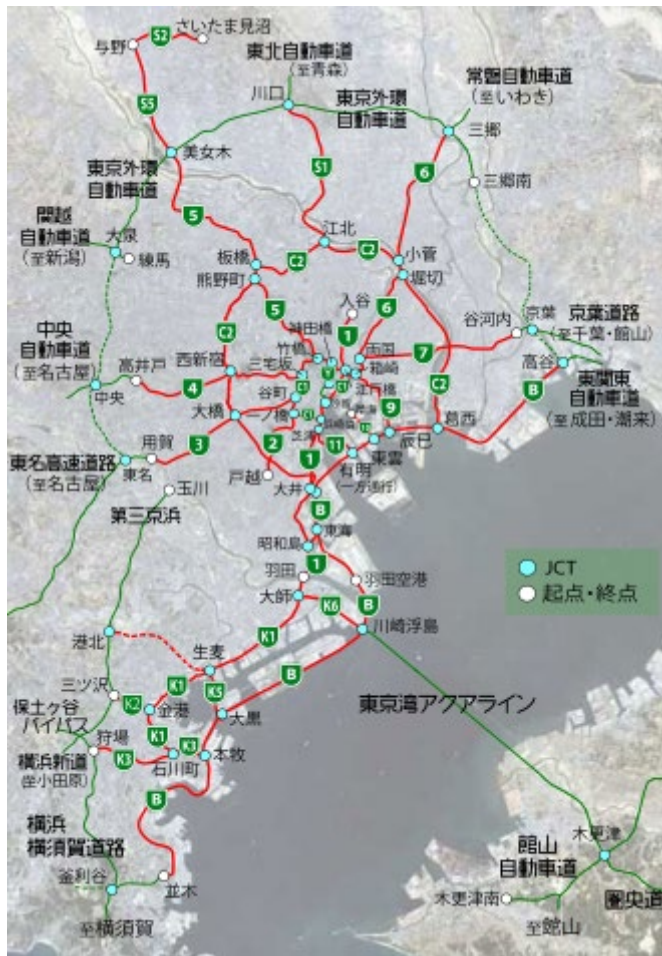 さいたま見沼
与野
S2
東北自動車道
(至青森)
川口
常磐自動車道
(至いわき)
東京外環
自動車道
三郷
S5
美女木
S1
6
三郷南
東京外環
自動車道
5
関越
自動車道
(至新潟)
大泉
練馬
江北
板橋
C2
C2
小菅
熊野町
堀切
入谷
5
1
6
谷河内
京葉
京葉道路
(至千葉・館山)
中央
自動車道
(至名古屋)
C2
神田橋
竹橋
両国
7
高谷
高井戸
西新宿
三宅坂
箱崎
C1
C1
江戸橋
C2
B
東関東
自動車道
(至成田・潮来)
4
谷町
中央
大橋
一ノ橋
9
葛西
用賀
3
2
芝浦
11
辰巳
東雲
東名高速道路
(至名古屋)
東名
戸越
1
有明
(一方通行)
玉川
大井
第三京浜
B
東海
昭和島
1
羽田
羽田空港
JCT
起点・終点
大師
K6
B
川崎浮島
港北
K1
生麦
三ツ沢
K1
K5
B
東京湾アクアライン
保土ヶ谷
バイパス
K2
金港
大黒
狩場
K1
横浜新道
(至小田原)
K3
K3
石川町
本牧
B
横浜
横須賀道路
館山
自動車道
木更津
釜利谷
並木
木更津南
圏央道
至横須賀
至館山